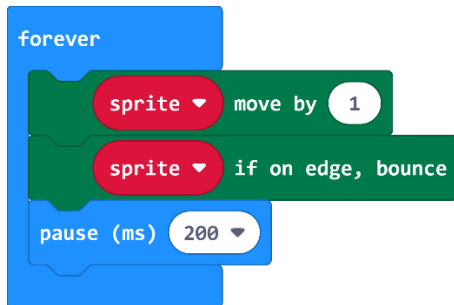 forever
sprite move by 1
sprite if on edge, bounce
pause (ms) 200